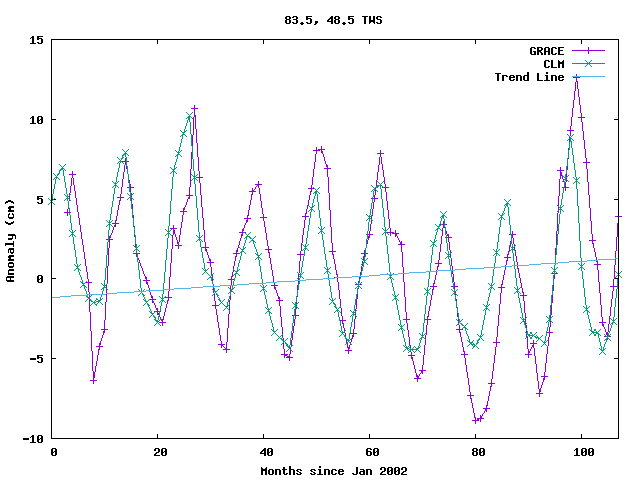 83.5, 48.5 TWS
GRACE
CLM
Trend Line
15
10
5
0
-5
-10
Anomaly (cm)
0 20 40 60 80 100
Months since Jan 2002